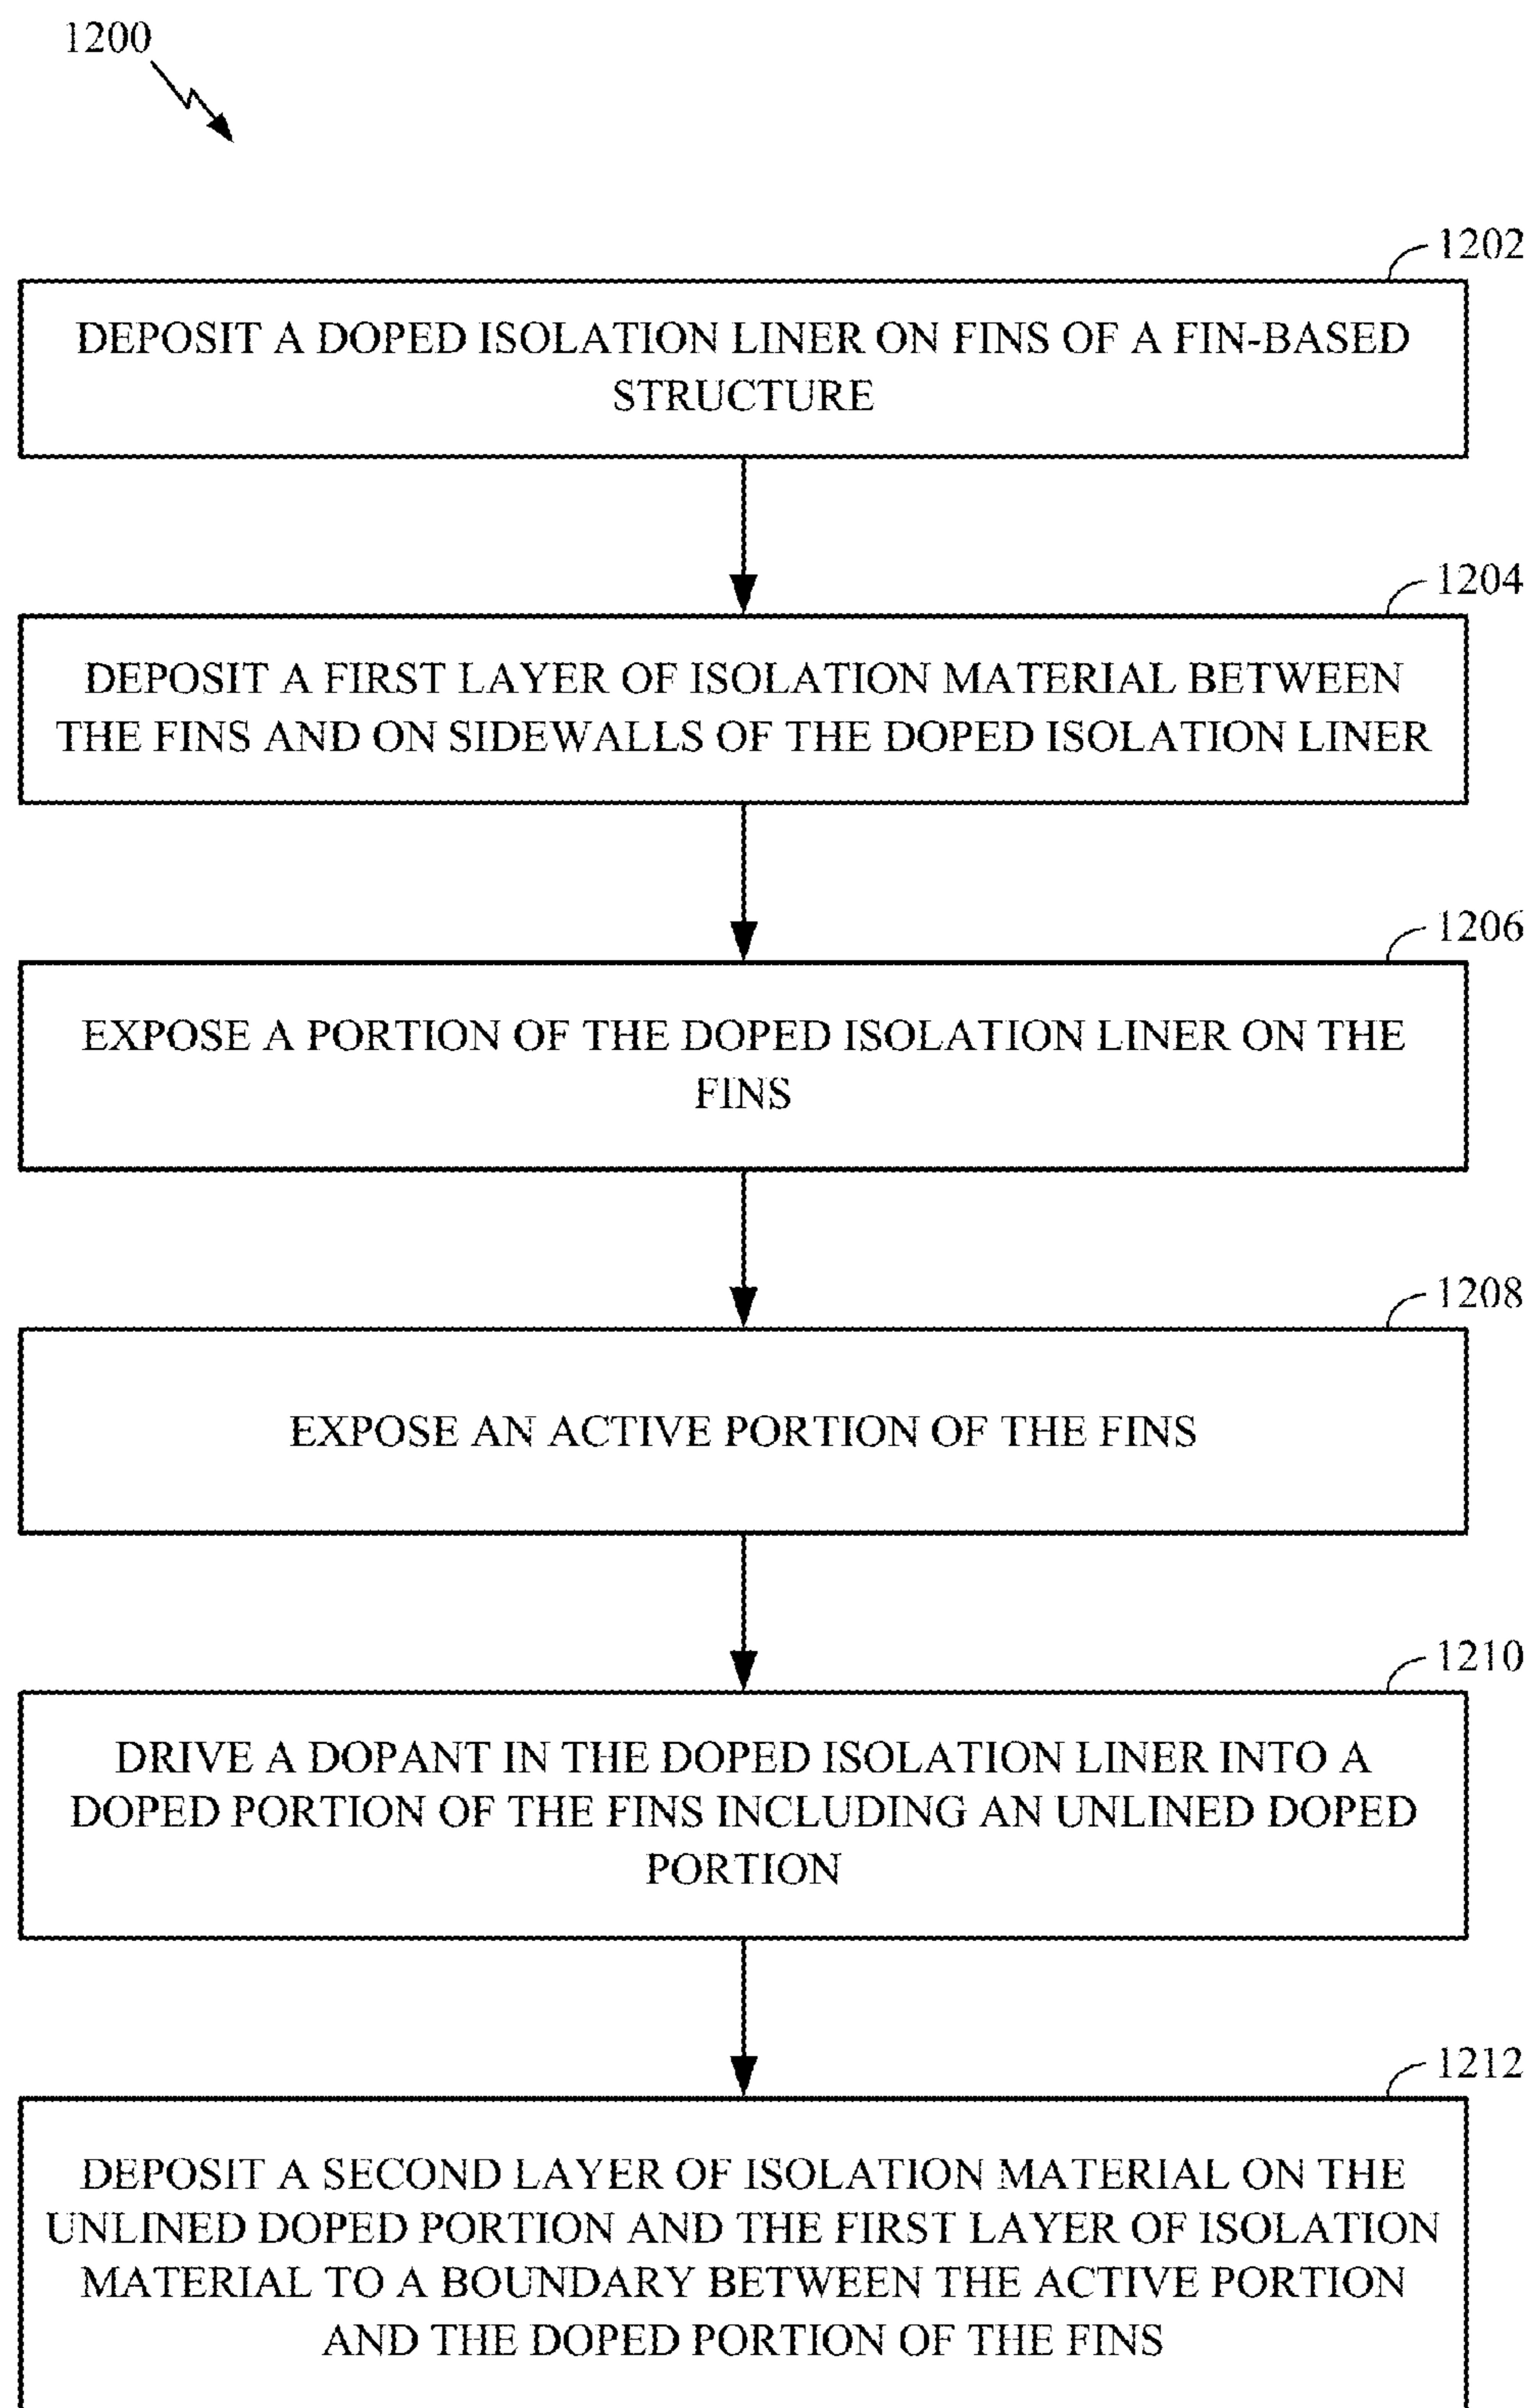 1200
1202
DEPOSIT A DOPED ISOLATION LINER ON FINS OF A FIN-BASED
STRUCTURE
1204
DEPOSIT A FIRST LAYER OF ISOLATION MATERIAL BETWEEN
THE FINS AND ON SIDEWALLS OF THE DOPED ISOLATION LINER
1206
EXPOSE A PORTION OF THE DOPED ISOLATION LINER ON THE
FINS
1208
EXPOSE AN ACTIVE PORTION OF THE FINS
1210
DRIVE A DOPANT IN THE DOPED ISOLATION LINER INTO A
DOPED PORTION OF THE FINS INCLUDING AN UNLINED DOPED
PORTION
1212
DEPOSIT A SECOND LAYER OF ISOLATION MATERIAL ON THE
UNLINED DOPED PORTION AND THE FIRST LAYER OF ISOLATION
MATERIAL TO A BOUNDARY BETWEEN THE ACTIVE PORTION
AND THE DOPED PORTION OF THE FINS